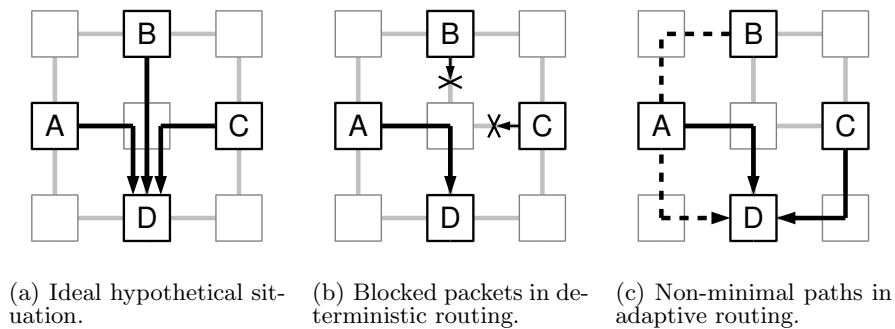 B
B
B
A
C
A
C
A
C
D
D
D
(a) Ideal hypothetical sit-
uation.
(b) Blocked packets in de-
terministic routing.
(c) Non-minimal paths in
adaptive routing.